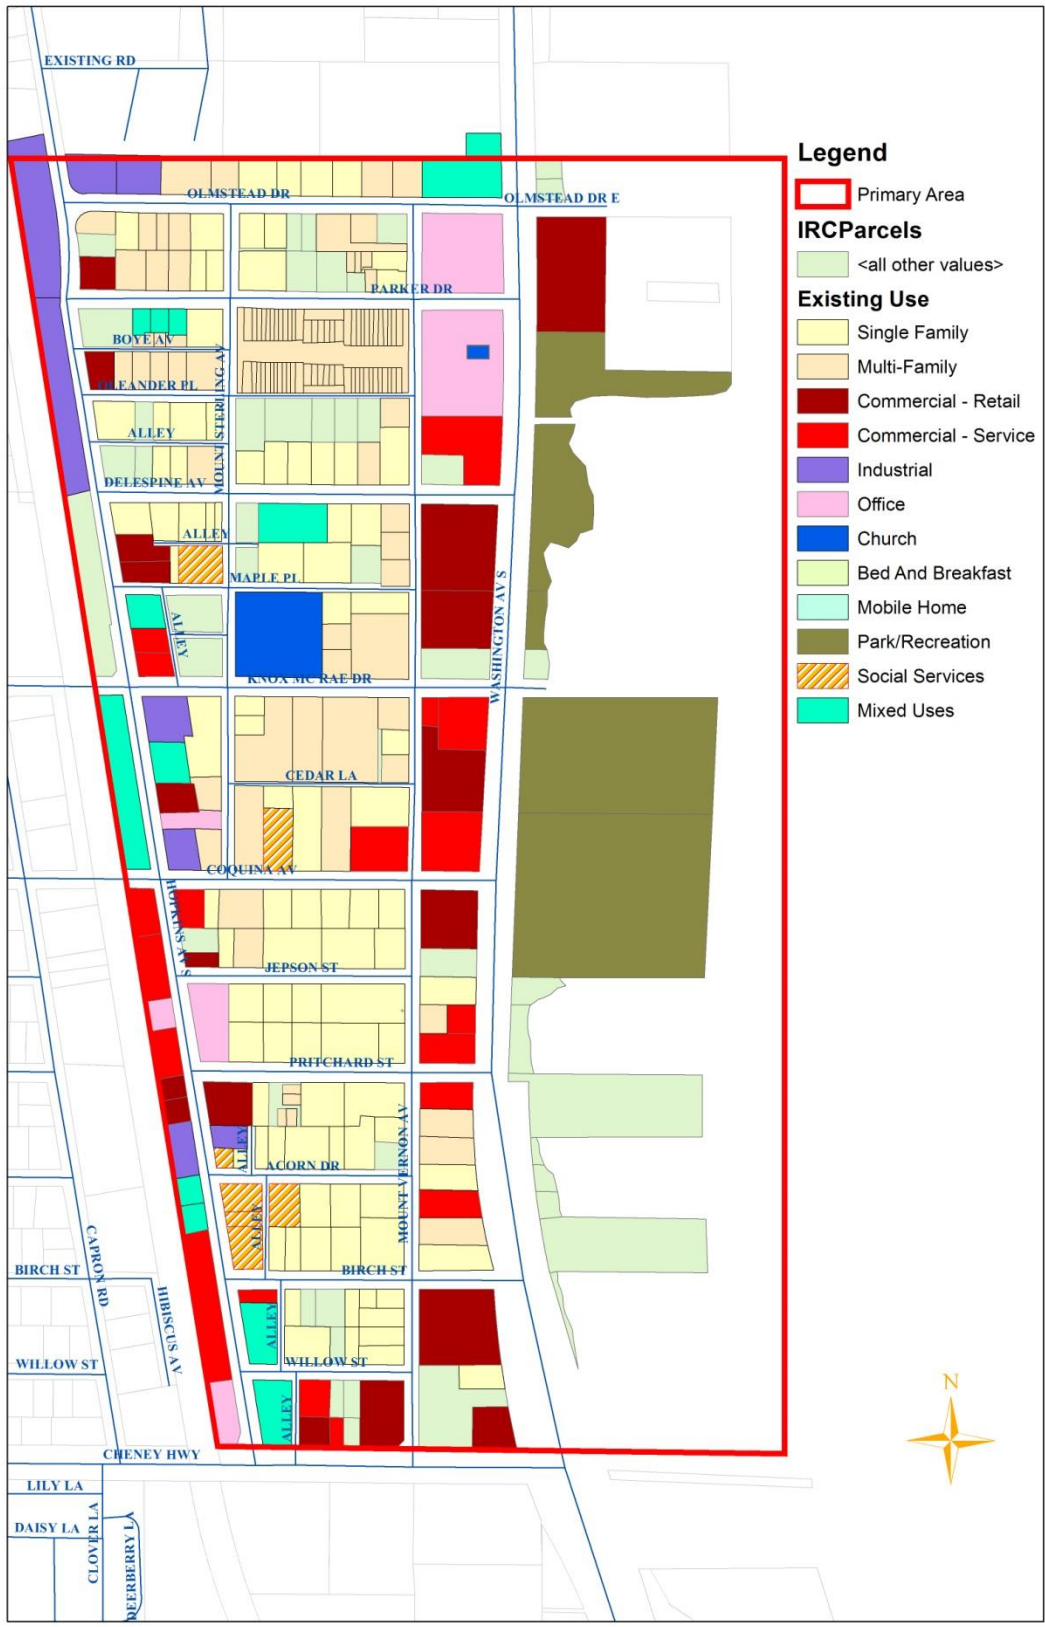 EXISTING RD
Legend
Primary Area
IRCParcels
<all other values>
Existing Use
Single Family
Multi-Family
Commercial - Retail
Commercial - Service
Industrial
Office
Church
Bed And Breakfast
Mobile Home
Park/Recreation
Social Services
Mixed Uses
OLMSTEAD DR
OLMSTEAD DR E
PARKER DR
BOYE AV
OLEANDER PL
MOUNT STERLING AV
ALLEY
DELESPINE AV
ALLEY
MAPLE PL
WASHINGTON AV S
ALLEY
KNOX MC RAE DR
CEDAR LA
COQUINA AV
HOPKINS AV S
JEPSON ST
PRITCHARD ST
ALLEY
ACORN DR
MOUNT VERNON AV
ALLEY
BIRCH ST
CAPRON RD
BIRCH ST
HIBISCUS AV
ALLEY
WILLOW ST
WILLOW ST
ALLEY
CHENEY HWY
LILY LA
DAISY LA
CLOVER LA
DEERBERRY LA
N